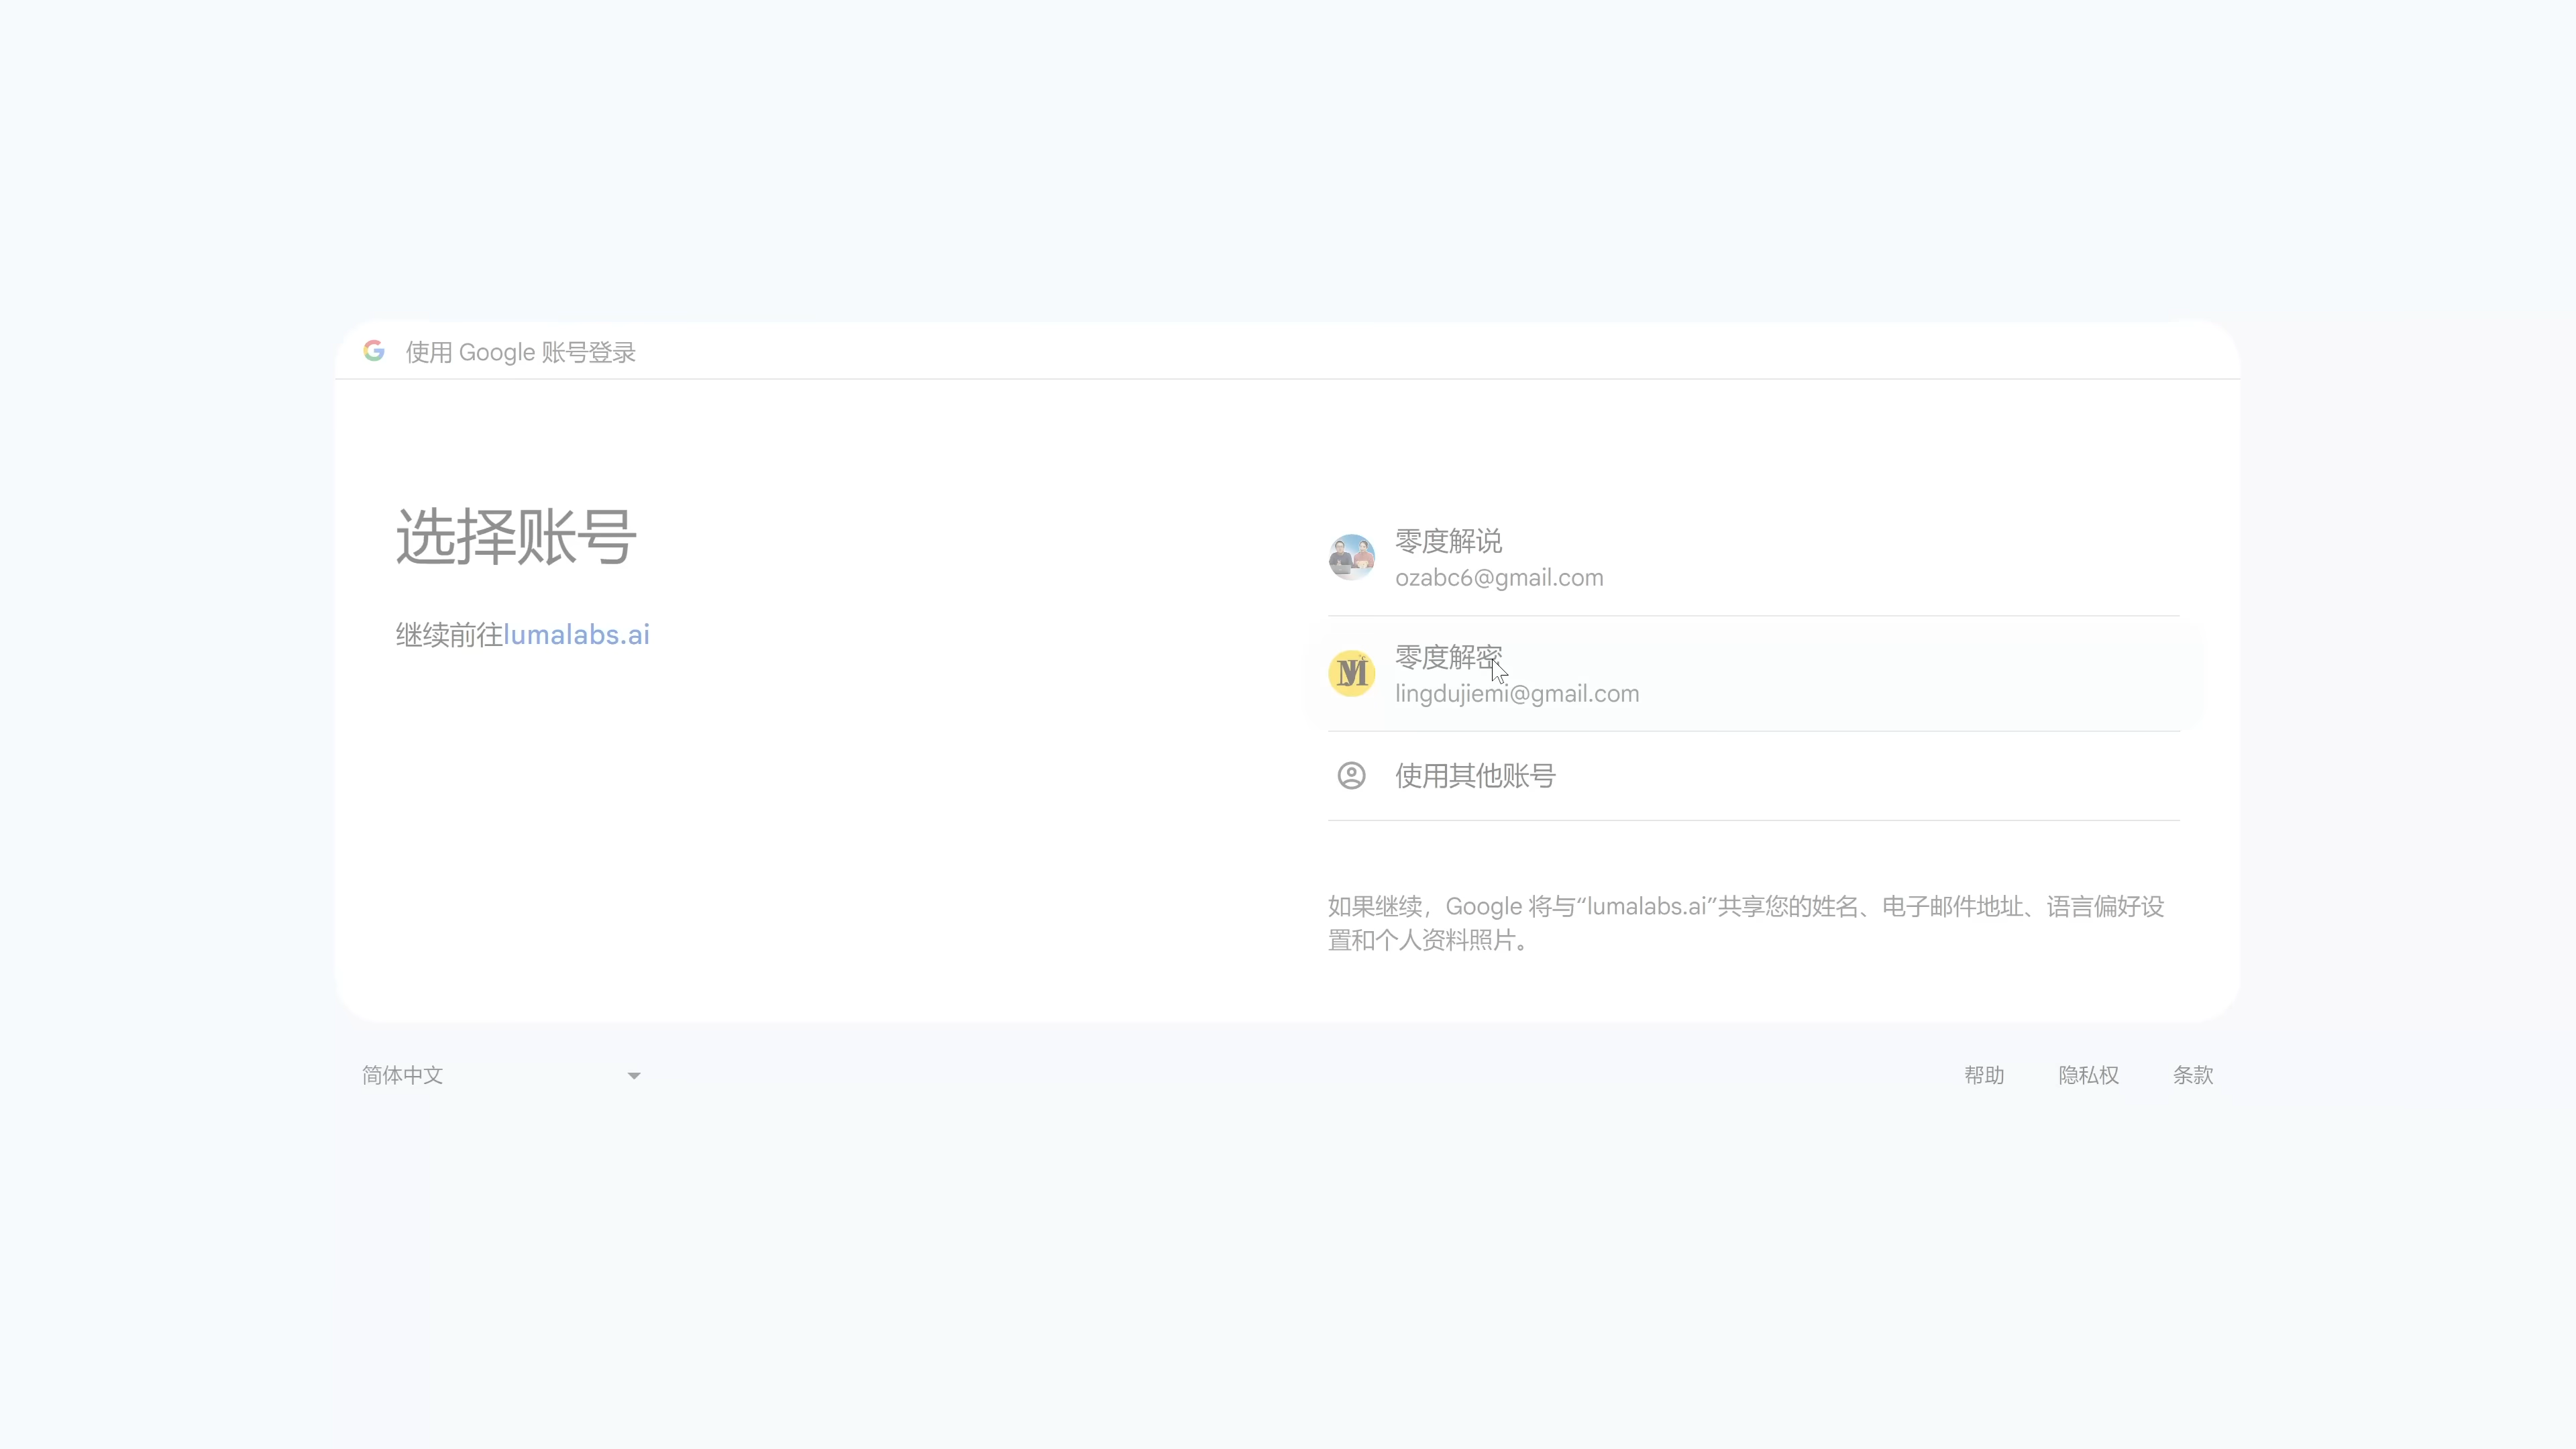 使用 Google 账号登录
选择账号
继续前往lumalabs.ai
零度解说
ozabc6@gmail.com
零度解密
lingdujiemi@gmail.com
使用其他账号
如果继续，Google 将与“lumalabs.ai”共享您的姓名、电子邮件地址、语言偏好设
置和个人资料照片。
简体中文
帮助
隐私权
条款